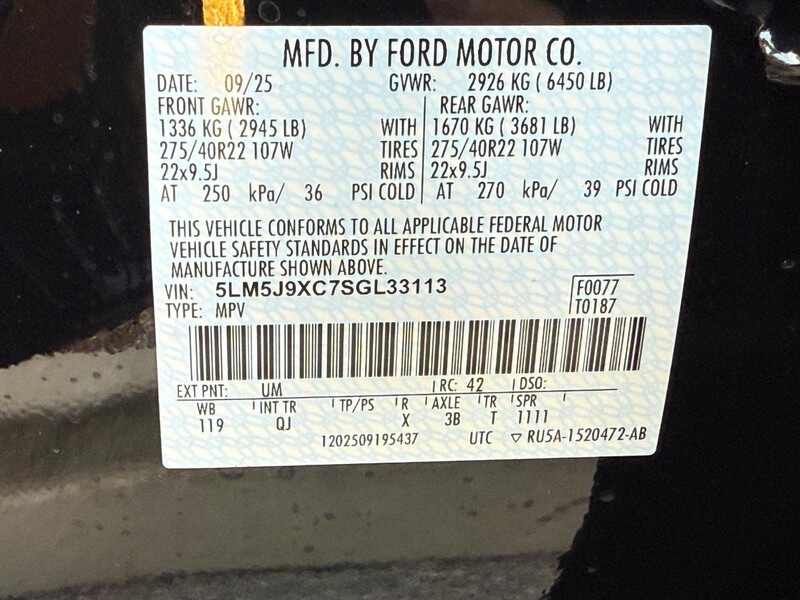 MFD. BY FORD MOTOR CO.
DATE: 09/25 GVWR: 2926 KG ( 6450 LB)
FRONT GAWR: REAR GAWR:
1336 KG ( 2945 LB) WITH 1670 KG ( 3681 LB) WITH
275/40R22 107W TIRES 275/40R22 107W TIRES
22x9.5J RIMS 22x9.5J RIMS
AT 250 kPa/ 36 PSI COLD AT 270 kPa/ 39 PSI COLD
THIS VEHICLE CONFORMS TO ALL APPLICABLE FEDERAL MOTOR
VEHICLE SAFETY STANDARDS IN EFFECT ON THE DATE OF
MANUFACTURE SHOWN ABOVE.
VIN: 5LM5J9XC7SGL33113 F0077
TYPE: MPV T0187
EXT PNT: UM RC: 42 DSO:
WB INT TR TP/PS R AXLE TR SPR
119 QJ X 3B T 1111
1202509195437 UTC ▽ RU5A-1520472-AB